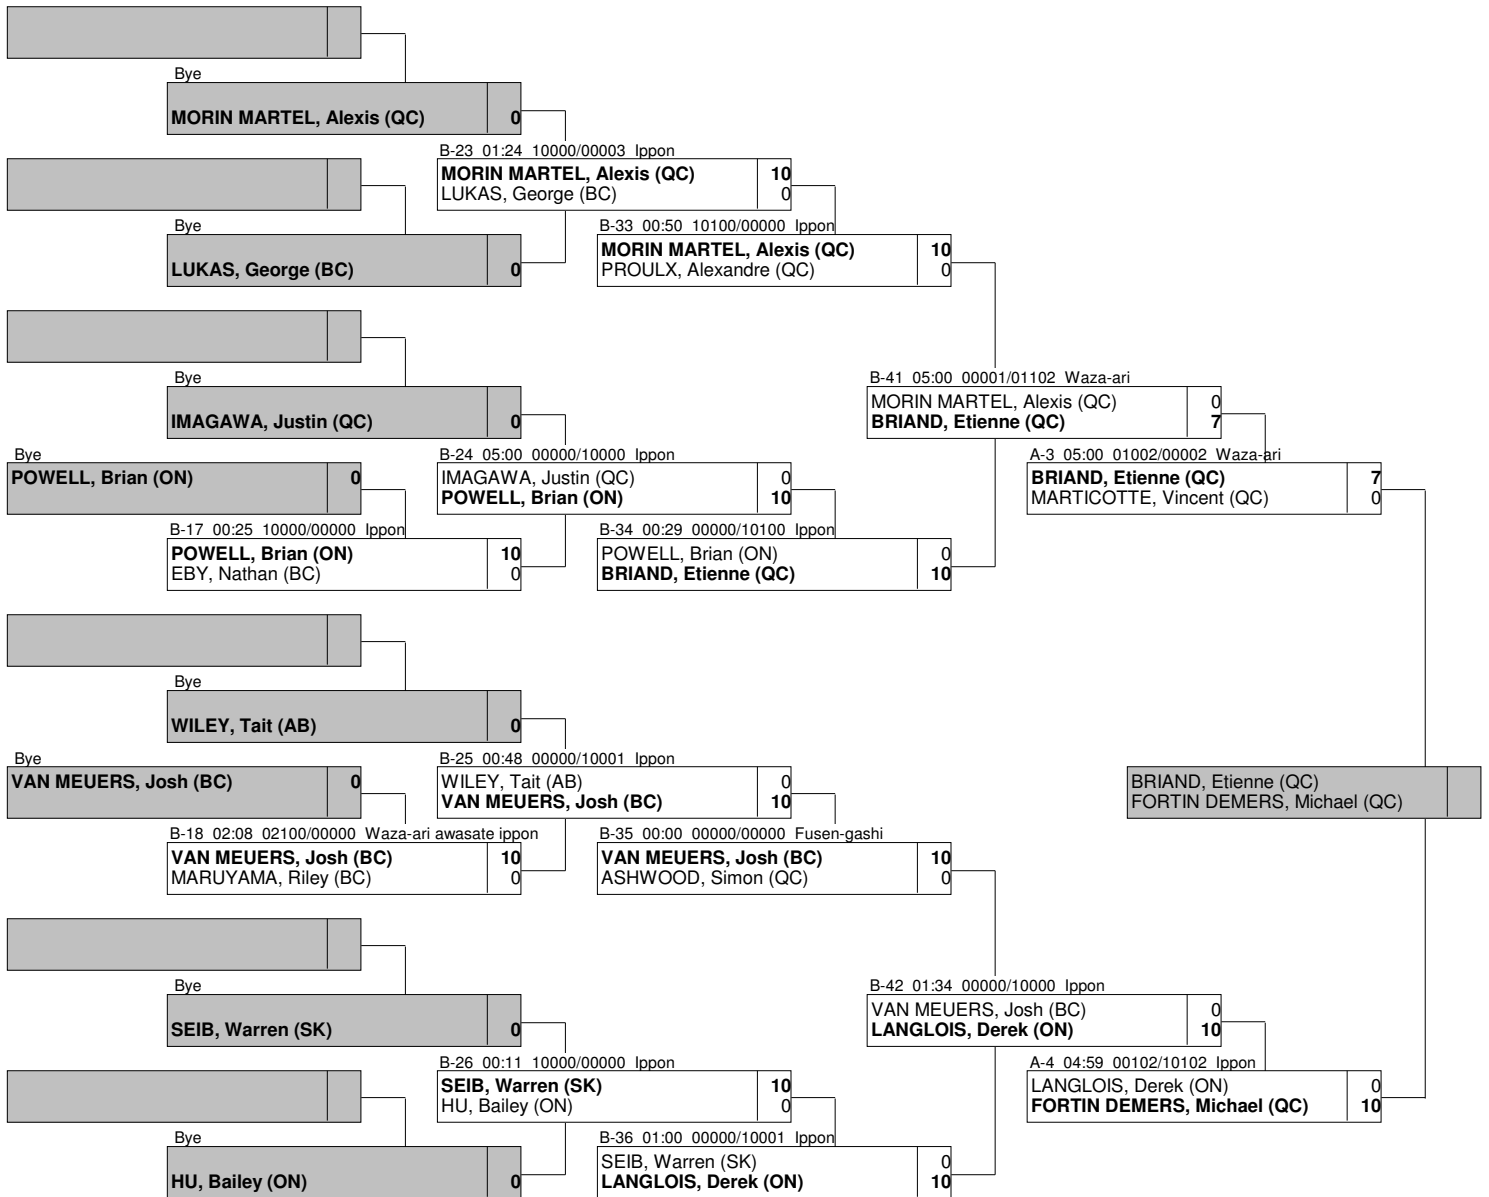 Bye
MORIN MARTEL, Alexis (QC) 0
B-23 01:24 10000/00003 Ippon
MORIN MARTEL, Alexis (QC) 10
LUKAS, George (BC) 0
Bye
LUKAS, George (BC) 0
B-33 00:50 10100/00000 Ippon
MORIN MARTEL, Alexis (QC) 10
PROULX, Alexandre (QC) 0
Bye
IMAGAWA, Justin (QC) 0
B-41 05:00 00001/01102 Waza-ari
MORIN MARTEL, Alexis (QC) 0
BRIAND, Etienne (QC) 7
Bye
POWELL, Brian (ON) 0
B-24 05:00 00000/10000 Ippon
IMAGAWA, Justin (QC) 0
POWELL, Brian (ON) 10
A-3 05:00 01002/00002 Waza-ari
BRIAND, Etienne (QC) 7
MARTICOTTE, Vincent (QC) 0
B-17 00:25 10000/00000 Ippon
POWELL, Brian (ON) 10
EBY, Nathan (BC) 0
B-34 00:29 00000/10100 Ippon
POWELL, Brian (ON) 0
BRIAND, Etienne (QC) 10
Bye
WILEY, Tait (AB) 0
Bye
VAN MEUERS, Josh (BC) 0
B-25 00:48 00000/10001 Ippon
WILEY, Tait (AB) 0
VAN MEUERS, Josh (BC) 10
BRIAND, Etienne (QC)
FORTIN DEMERS, Michael (QC)
B-18 02:08 02100/00000 Waza-ari awasate ippon
VAN MEUERS, Josh (BC) 10
MARUYAMA, Riley (BC) 0
B-35 00:00 00000/00000 Fusen-gashi
VAN MEUERS, Josh (BC) 10
ASHWOOD, Simon (QC) 0
Bye
SEIB, Warren (SK) 0
B-42 01:34 00000/10000 Ippon
VAN MEUERS, Josh (BC) 0
LANGLOIS, Derek (ON) 10
B-26 00:11 10000/00000 Ippon
SEIB, Warren (SK) 10
HU, Bailey (ON) 0
A-4 04:59 00102/10102 Ippon
LANGLOIS, Derek (ON) 0
FORTIN DEMERS, Michael (QC) 10
Bye
HU, Bailey (ON) 0
B-36 01:00 00000/10001 Ippon
SEIB, Warren (SK) 0
LANGLOIS, Derek (ON) 10